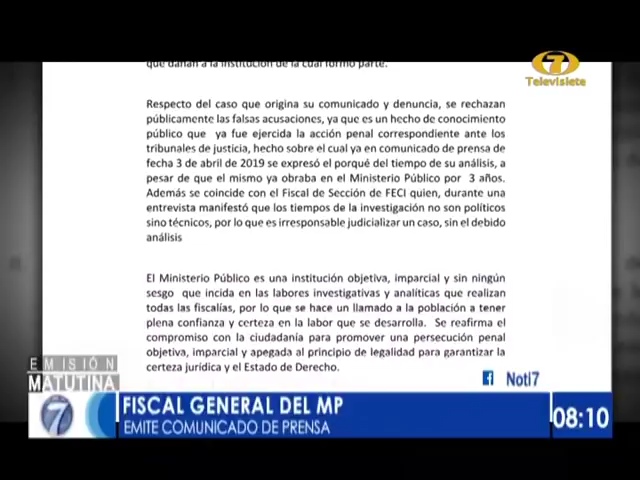 que dañan a la institución de la cual formo parte.
7
Televisiete
Respecto del caso que origina su comunicado y denuncia, se rechazan
públicamente las falsas acusaciones, ya que es un hecho de conocimiento
público que ya fue ejercida la acción penal correspondiente ante los
tribunales de justicia, hecho sobre el cual ya en comunicado de prensa de
fecha 3 de abril de 2019 se expresó el porqué del tiempo de su análisis, a
pesar de que el mismo ya obraba en el Ministerio Público por 3 años.
Además se coincide con el Fiscal de Sección de FECI quien, durante una
entrevista manifestó que los tiempos de la investigación no son políticos
sino técnicos, por lo que es irresponsable judicializar un caso, sin el debido
análisis
El Ministerio Público es una institución objetiva, imparcial y sin ningún
sesgo que incida en las labores investigativas y analíticas que realizan
todas las fiscalías, por lo que se hace un llamado a la población a tener
plena confianza y certeza en la labor que se desarrolla. Se reafirma el
compromiso con la ciudadanía para promover una persecución penal
objetiva, imparcial y apegada al principio de legalidad para garantizar la
certeza jurídica y el Estado de Derecho.
EMISIÓN
MATUTINA
f Noti7
7
FISCAL GENERAL DEL MP
EMITE COMUNICADO DE PRENSA
08:10